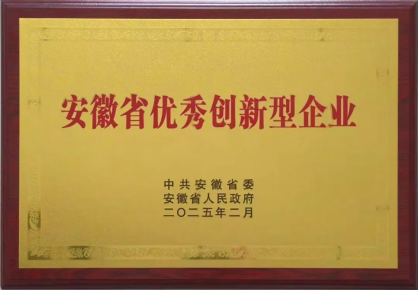 安徽省优秀创新型企业
中共安徽省委
安徽省人民政府
二〇二五年二月